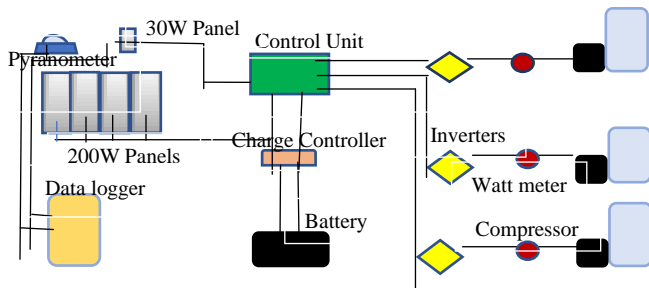 30W Panel
Control Unit
Pyranometer
Charge Controller
Inverters
200W Panels
Watt meter
Data logger
Battery
Compressor